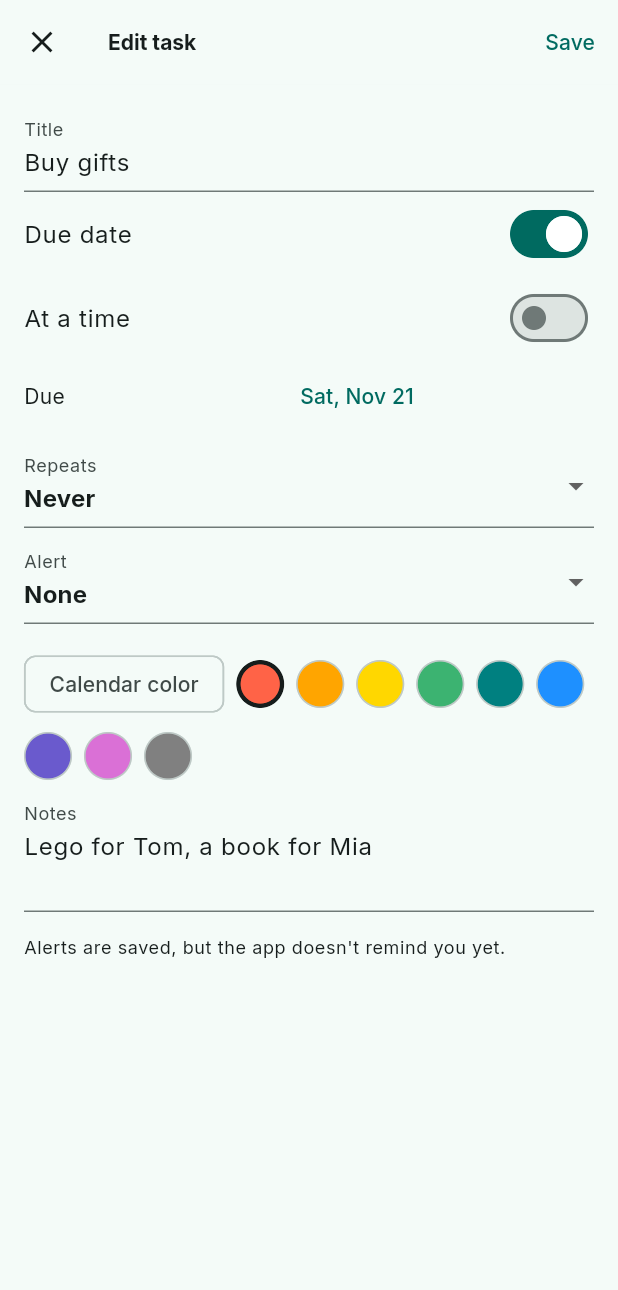 Edit task
Save
Title
Buy gifts
Due date
At a time
Due
Sat, Nov 21
Repeats
Never
Alert
None
Calendar color
Notes
Lego for Tom, a book for Mia
Alerts are saved, but the app doesn't remind you yet.